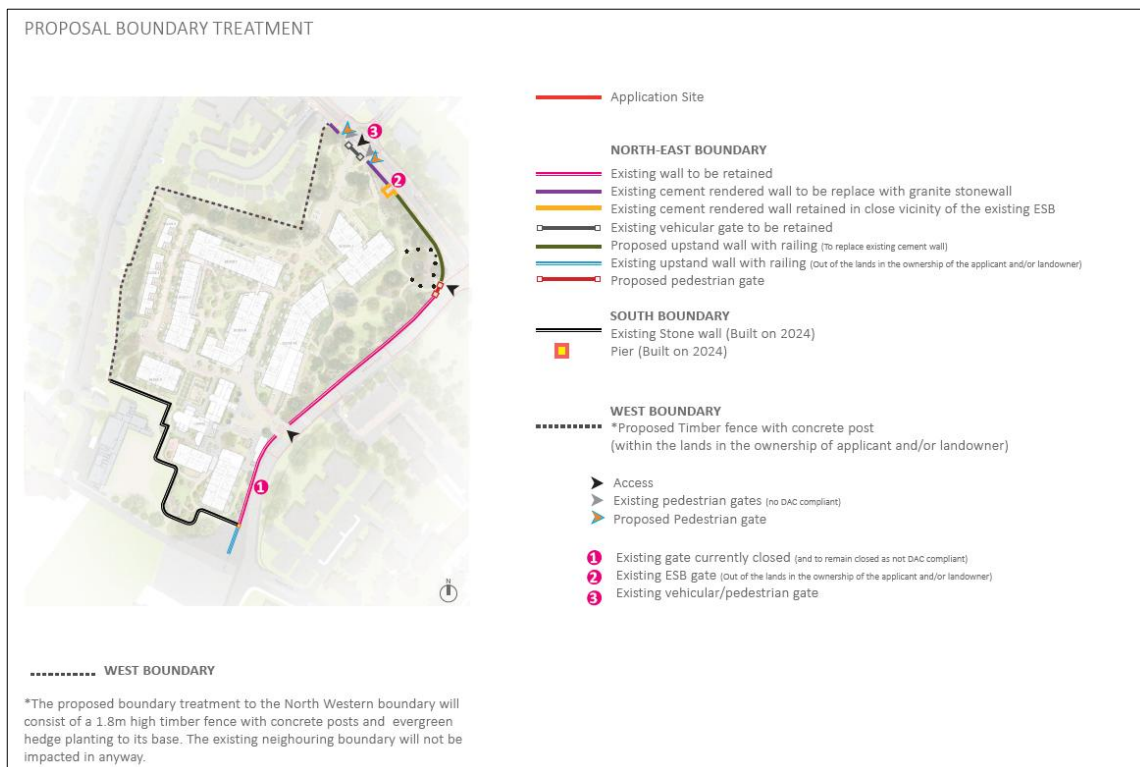 PROPOSAL BOUNDARY TREATMENT
3
2
1
N
Application Site
NORTH-EAST BOUNDARY
Existing wall to be retained
Existing cement rendered wall to be replace with granite stonewall
Existing cement rendered wall retained in close vicinity of the existing ESB
Existing vehicular gate to be retained
Proposed upstand wall with railing (To replace existing cement wall)
Existing upstand wall with railing (Out of the lands in the ownership of the applicant and/or landowner)
Proposed pedestrian gate
SOUTH BOUNDARY
Existing Stone wall (Built on 2024)
Pier (Built on 2024)
WEST BOUNDARY
*Proposed Timber fence with concrete post
(within the lands in the ownership of applicant and/or landowner)
Access
Existing pedestrian gates (no DAC compliant)
Proposed Pedestrian gate
1 Existing gate currently closed (and to remain closed as not DAC compliant)
2 Existing ESB gate (Out of the lands in the ownership of the applicant and/or landowner)
3 Existing vehicular/pedestrian gate
WEST BOUNDARY
*The proposed boundary treatment to the North Western boundary will
consist of a 1.8m high timber fence with concrete posts and evergreen
hedge planting to its base. The existing neighouring boundary will not be
impacted in anyway.